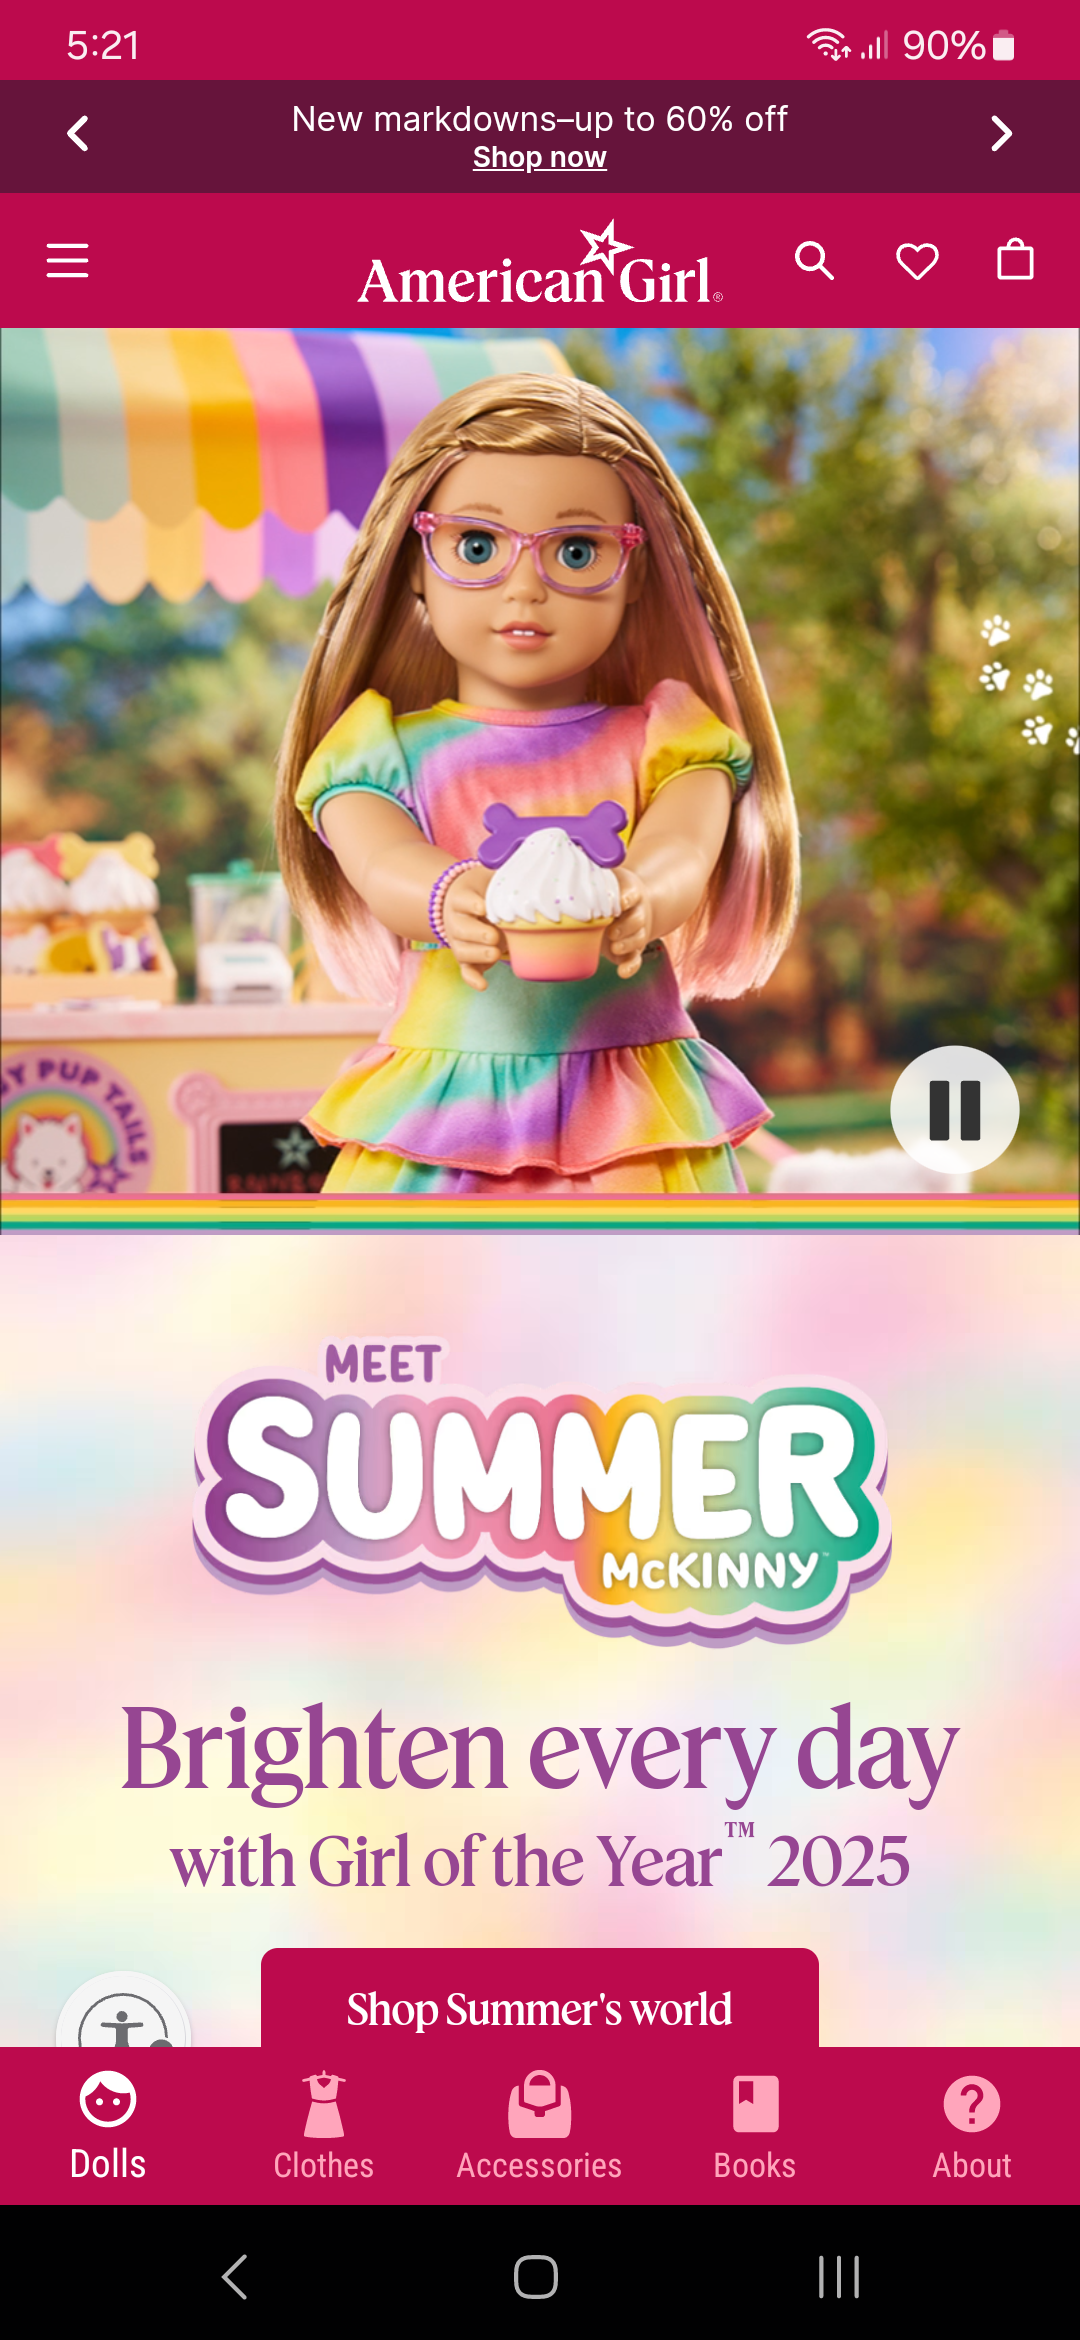 5:21
90%
New markdowns–up to 60% off
Shop now
American Girl®
Y PUP TAILS
MEET
SUMMER
McKINNY™
Brighten every day
with Girl of the Year™ 2025
Shop Summer's world
Dolls
Clothes
Accessories
Books
About